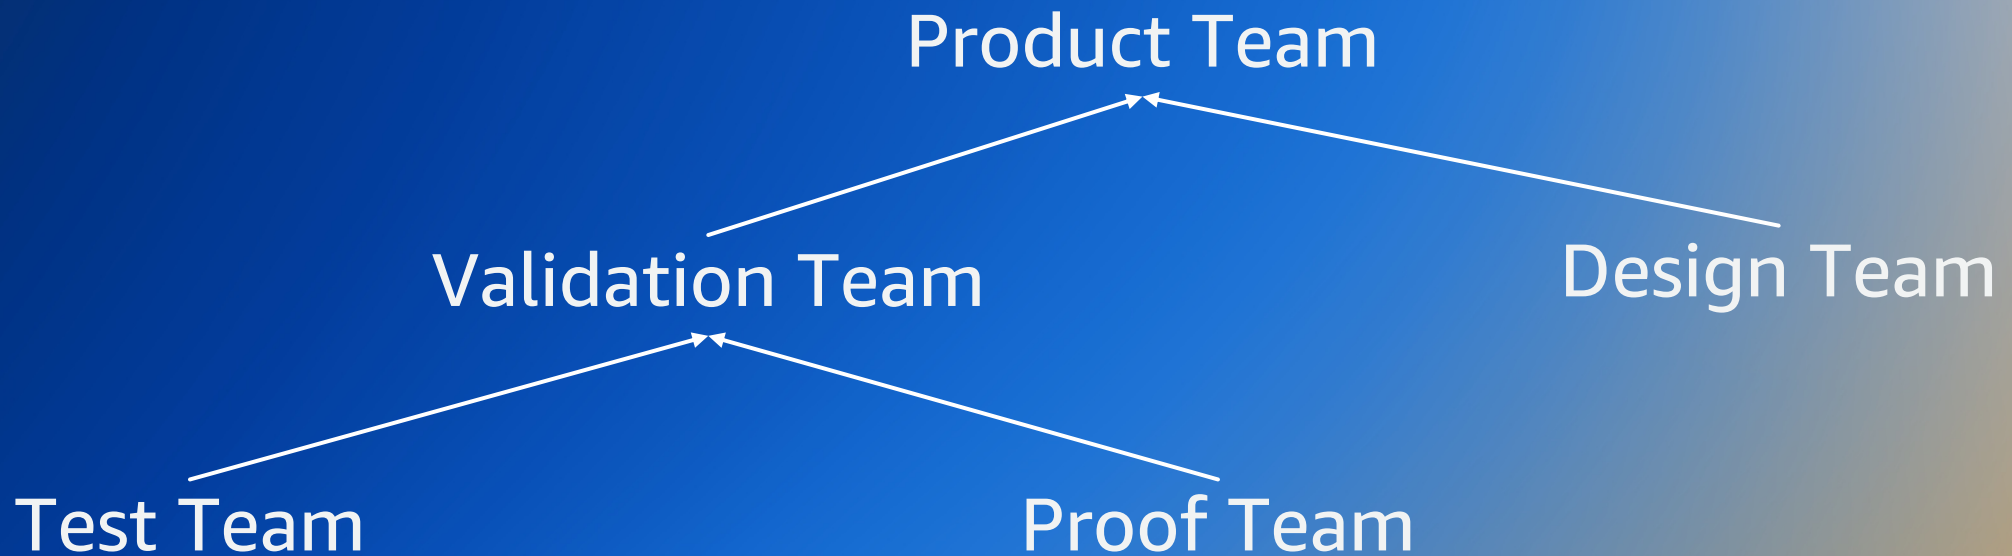 Product Team
Validation Team
Design Team
Test Team
Proof Team